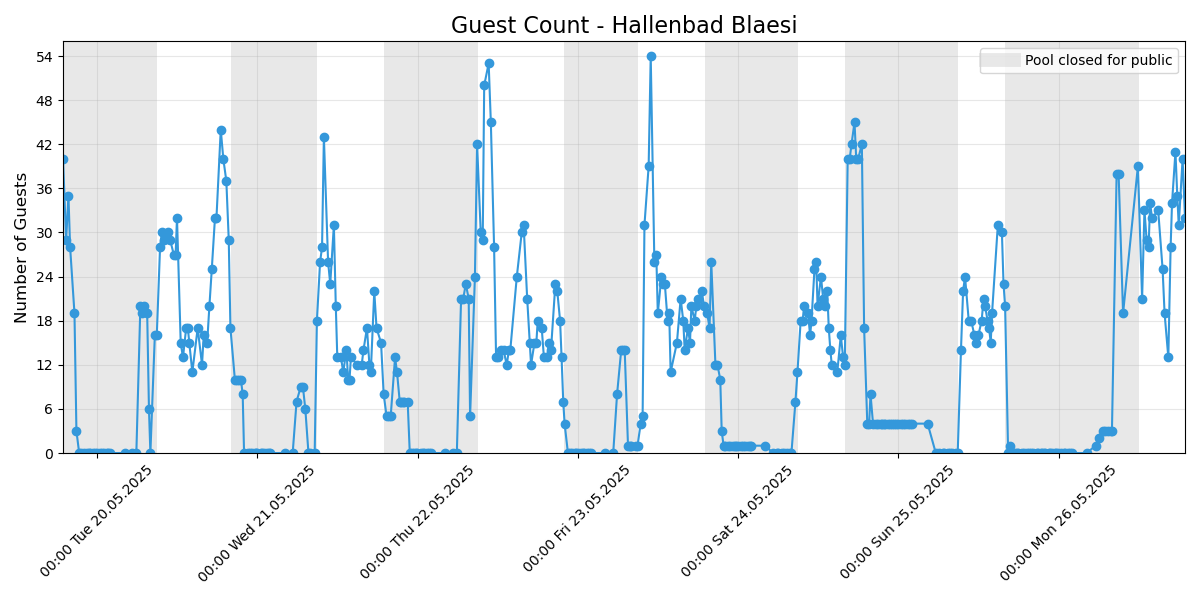 Guest Count - Hallenbad Blaesi
Pool closed for public
Number of Guests
54
48
42
36
30
24
18
12
6
0
00:00 Tue 20.05.2025
00:00 Wed 21.05.2025
00:00 Thu 22.05.2025
00:00 Fri 23.05.2025
00:00 Sat 24.05.2025
00:00 Sun 25.05.2025
00:00 Mon 26.05.2025